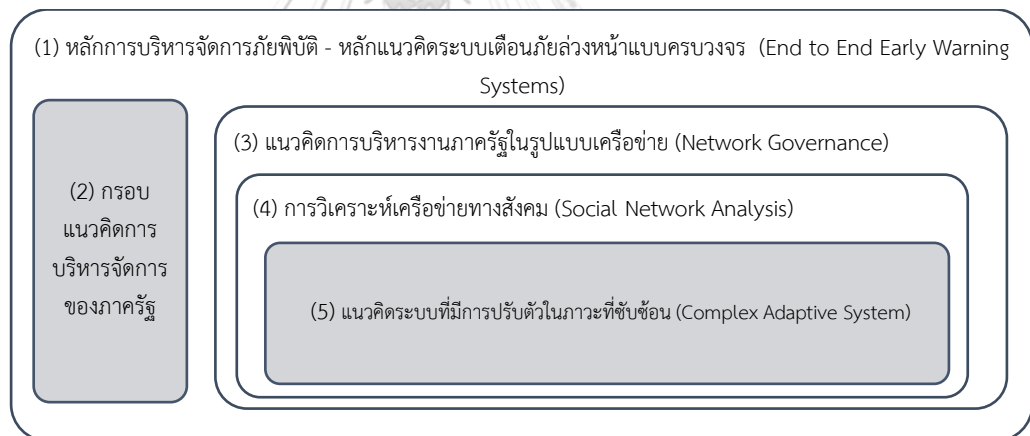 (1) หลักการบริหารจัดการภัยพิบัติ - หลักแนวคิดระบบเตือนภัยล่วงหน้าแบบครบวงจร (End to End Early Warning
Systems)
(2) กรอบ
แนวคิดการ
บริหารจัดการ
ของภาครัฐ
(3) แนวคิดการบริหารงานภาครัฐในรูปแบบเครือข่าย (Network Governance)
(4) การวิเคราะห์เครือข่ายทางสังคม (Social Network Analysis)
(5) แนวคิดระบบที่มีการปรับตัวในภาวะที่ซับซ้อน (Complex Adaptive System)